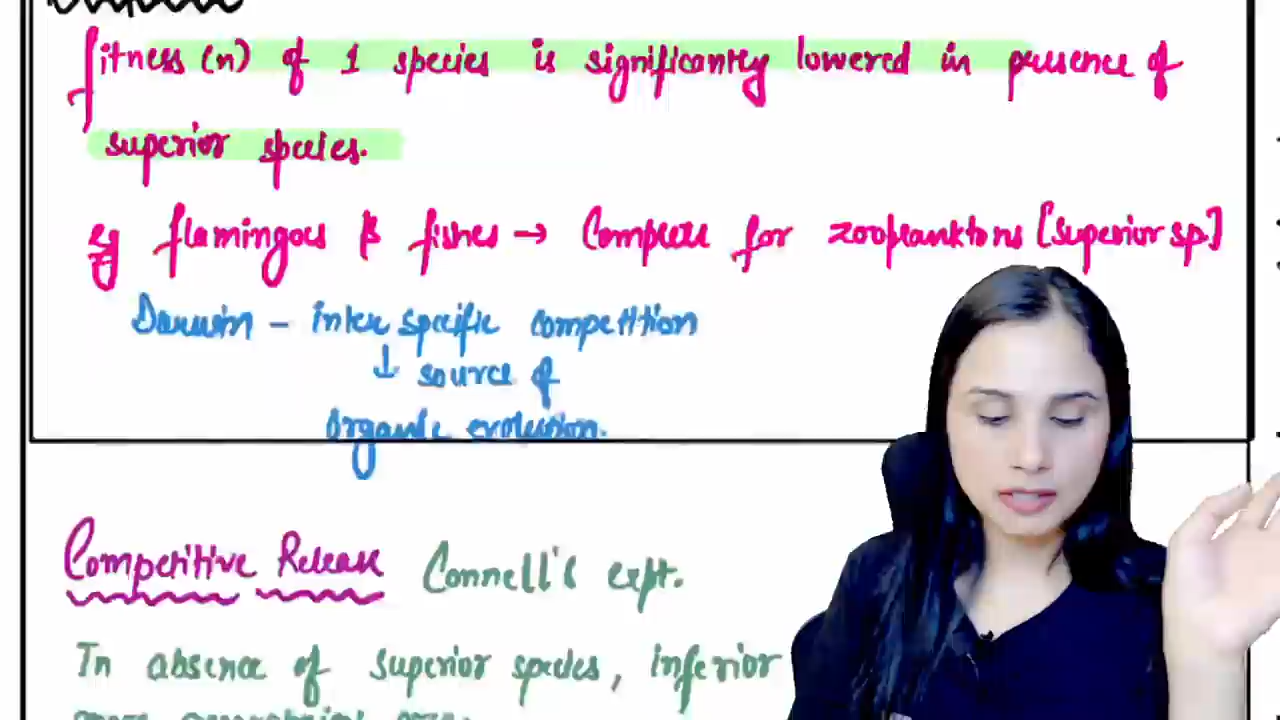 fitness (n) of 1 species is significantly lowered in presence of
superior species.
eg flamingoes & fishes → Compete for zooplanktons [superior sp.]
Darwin – inter specific competition
↓ source of
organic evolution.
Competitive Release Connell's expt.
In absence of superior species, inferior